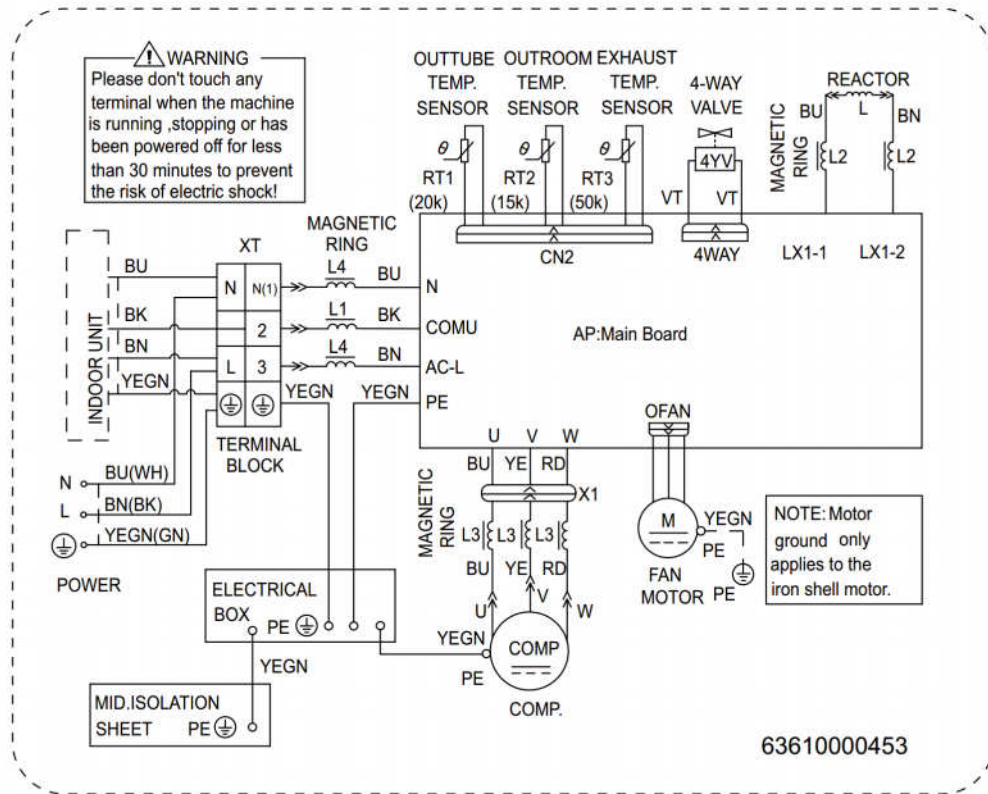 WARNING
Please don't touch any
terminal when the machine
is running ,stopping or has
been powered off for less
than 30 minutes to prevent
the risk of electric shock!
OUTTUBE OUTROOM EXHAUST
TEMP. TEMP. TEMP. 4-WAY
SENSOR SENSOR SENSOR VALVE
REACTOR
BU L BN
MAGNETIC
RING
L2 L2
θ θ θ
RT1 RT2 RT3
(20k) (15k) (50k)
4YV
VT VT
CN2
4WAY
LX1-1 LX1-2
AP:Main Board
INDOOR UNIT
XT
MAGNETIC
RING
BU N N(1) L4 BU N
BK 2 L1 BK COMU
BN L 3 L4 BN AC-L
YEGN YEGN YEGN PE
TERMINAL
BLOCK
N BU(WH)
L BN(BK)
YEGN(GN)
POWER
U V W
BU YE RD
X1
MAGNETIC
RING
L3 L3 L3
BU YE RD
U V W
COMP
YEGN
PE
COMP.
OFAN
M
YEGN
PE
FAN
MOTOR PE
NOTE: Motor
ground only
applies to the
iron shell motor.
ELECTRICAL
BOX PE
YEGN
MID.ISOLATION
SHEET PE
63610000453